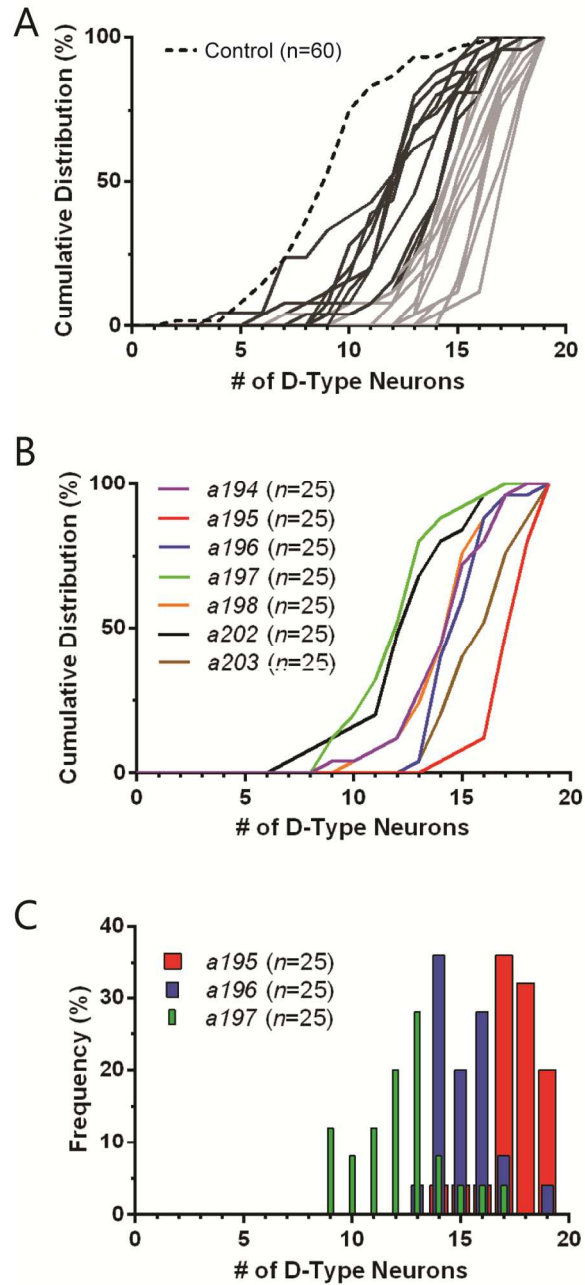 A
Control (n=60)
100
50
0
Cumulative Distribution (%)
0 5 10 15 20
# of D-Type Neurons
B
a194 (n=25)
a195 (n=25)
a196 (n=25)
a197 (n=25)
a198 (n=25)
a202 (n=25)
a203 (n=25)
100
50
0
Cumulative Distribution (%)
0 5 10 15 20
# of D-Type Neurons
C
a195 (n=25)
a196 (n=25)
a197 (n=25)
40
30
20
10
0
Frequency (%)
0 5 10 15 20
# of D-Type Neurons